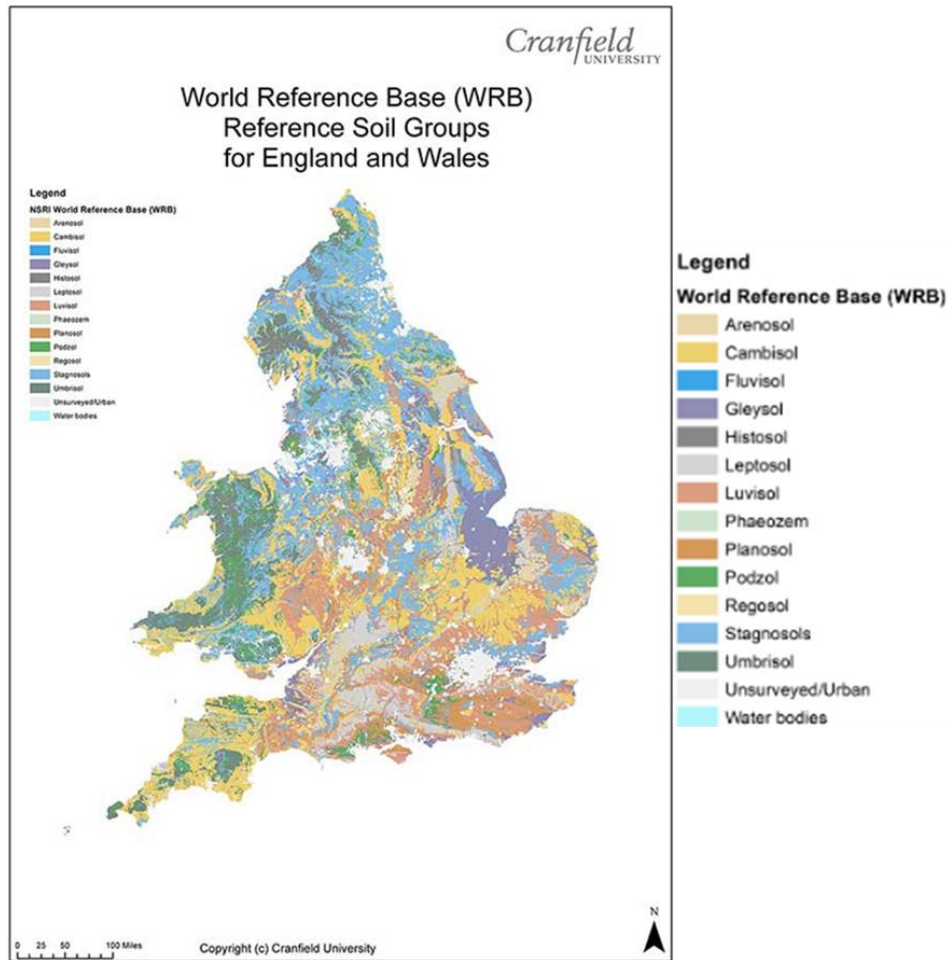 Cranfield
UNIVERSITY
World Reference Base (WRB)
Reference Soil Groups
for England and Wales
Legend
NSRI World Reference Base (WRB)
Arenosol
Cambisol
Fluvisol
Gleysol
Histosol
Leptosol
Luvisol
Phaeozem
Planosol
Podzol
Regosol
Stagnosols
Umbrisol
Unsurveyed/Urban
Water bodies
Legend
World Reference Base (WRB)
Arenosol
Cambisol
Fluvisol
Gleysol
Histosol
Leptosol
Luvisol
Phaeozem
Planosol
Podzol
Regosol
Stagnosols
Umbrisol
Unsurveyed/Urban
Water bodies
N
0 25 50 100 Miles
Copyright (c) Cranfield University